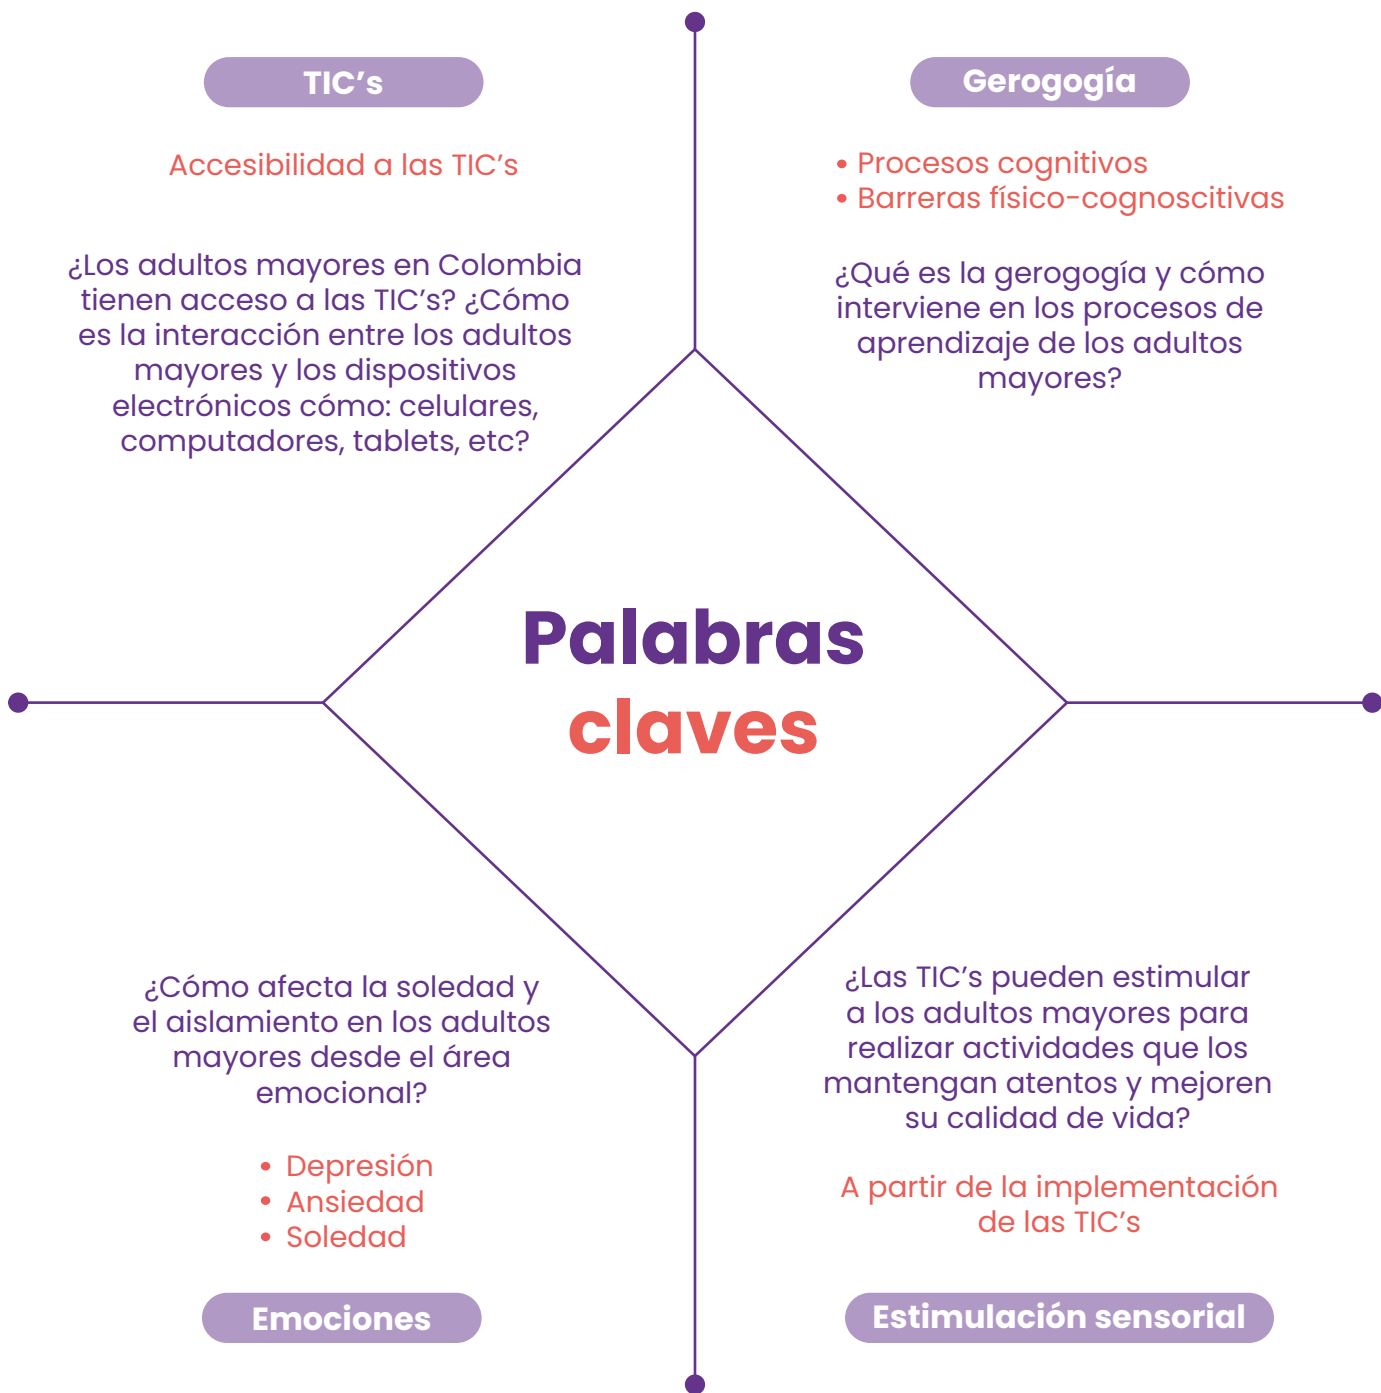 TIC’s
Accesibilidad a las TIC’s
¿Los adultos mayores en Colombia
tienen acceso a las TIC’s? ¿Cómo
es la interacción entre los adultos
mayores y los dispositivos
electrónicos cómo: celulares,
computadores, tablets, etc?
Gerogogía
• Procesos cognitivos
• Barreras físico-cognoscitivas
¿Qué es la gerogogía y cómo
interviene en los procesos de
aprendizaje de los adultos
mayores?
Palabras
claves
¿Cómo afecta la soledad y
el aislamiento en los adultos
mayores desde el área
emocional?
• Depresión
• Ansiedad
• Soledad
Emociones
¿Las TIC’s pueden estimular
a los adultos mayores para
realizar actividades que los
mantengan atentos y mejoren
su calidad de vida?
A partir de la implementación
de las TIC’s
Estimulación sensorial